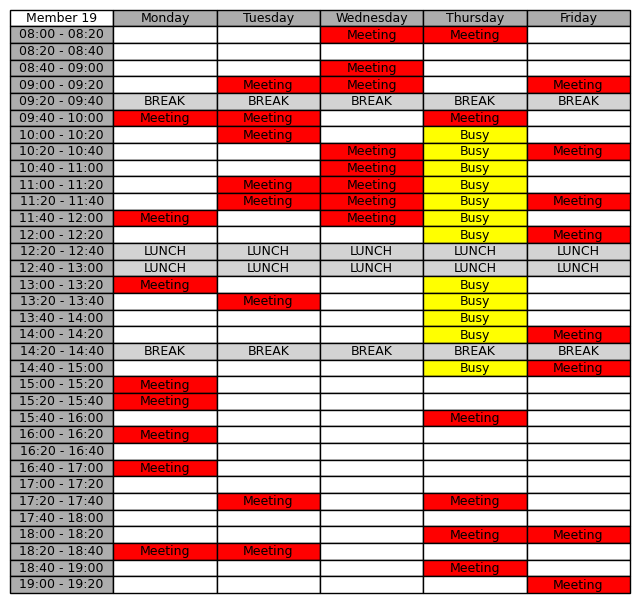 Member 19 Monday Tuesday Wednesday Thursday Friday
08:00 - 08:20 Meeting Meeting
08:20 - 08:40
08:40 - 09:00 Meeting
09:00 - 09:20 Meeting Meeting Meeting
09:20 - 09:40 BREAK BREAK BREAK BREAK BREAK
09:40 - 10:00 Meeting Meeting Meeting
10:00 - 10:20 Meeting Busy
10:20 - 10:40 Meeting Busy Meeting
10:40 - 11:00 Meeting Busy
11:00 - 11:20 Meeting Meeting Busy
11:20 - 11:40 Meeting Meeting Busy Meeting
11:40 - 12:00 Meeting Meeting Busy
12:00 - 12:20 Busy Meeting
12:20 - 12:40 LUNCH LUNCH LUNCH LUNCH LUNCH
12:40 - 13:00 LUNCH LUNCH LUNCH LUNCH LUNCH
13:00 - 13:20 Meeting Busy
13:20 - 13:40 Meeting Busy
13:40 - 14:00 Busy
14:00 - 14:20 Busy Meeting
14:20 - 14:40 BREAK BREAK BREAK BREAK BREAK
14:40 - 15:00 Busy Meeting
15:00 - 15:20 Meeting
15:20 - 15:40 Meeting
15:40 - 16:00 Meeting
16:00 - 16:20 Meeting
16:20 - 16:40
16:40 - 17:00 Meeting
17:00 - 17:20
17:20 - 17:40 Meeting Meeting
17:40 - 18:00
18:00 - 18:20 Meeting Meeting
18:20 - 18:40 Meeting Meeting
18:40 - 19:00 Meeting
19:00 - 19:20 Meeting